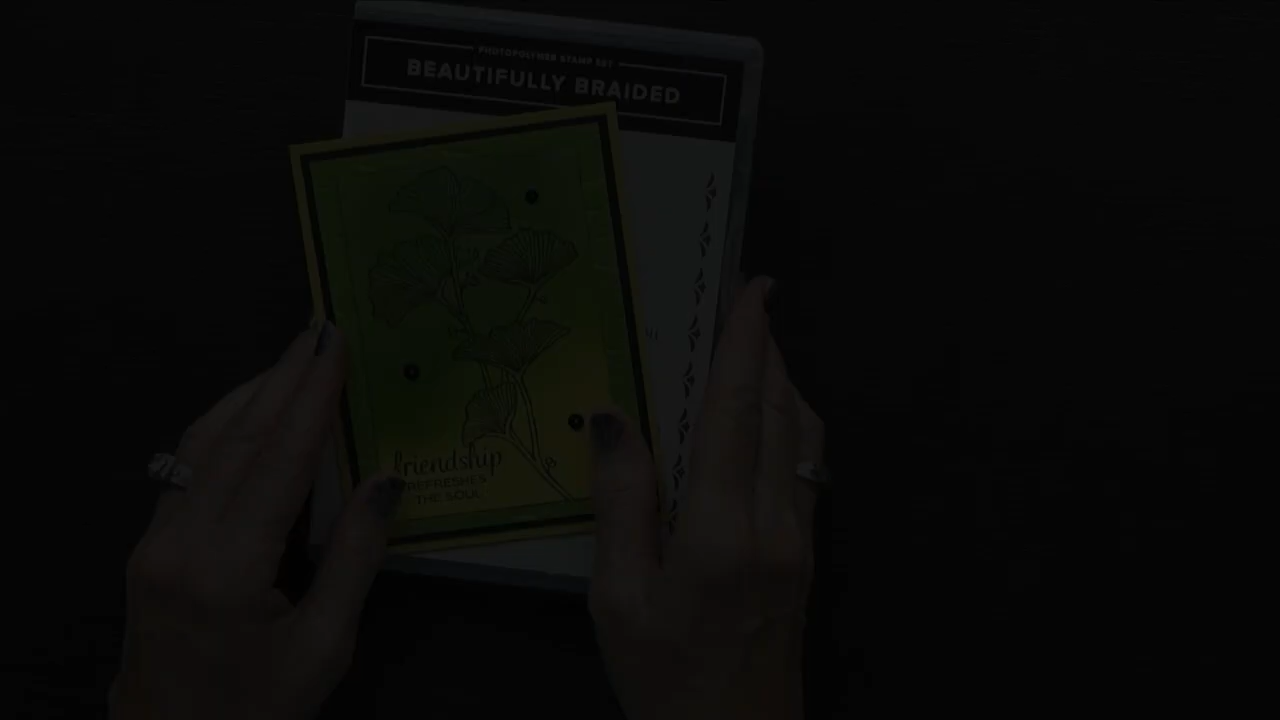 PHOTOPOLYMER STAMP SET
BEAUTIFULLY BRAIDED
friendship
REFRESHES
THE SOUL